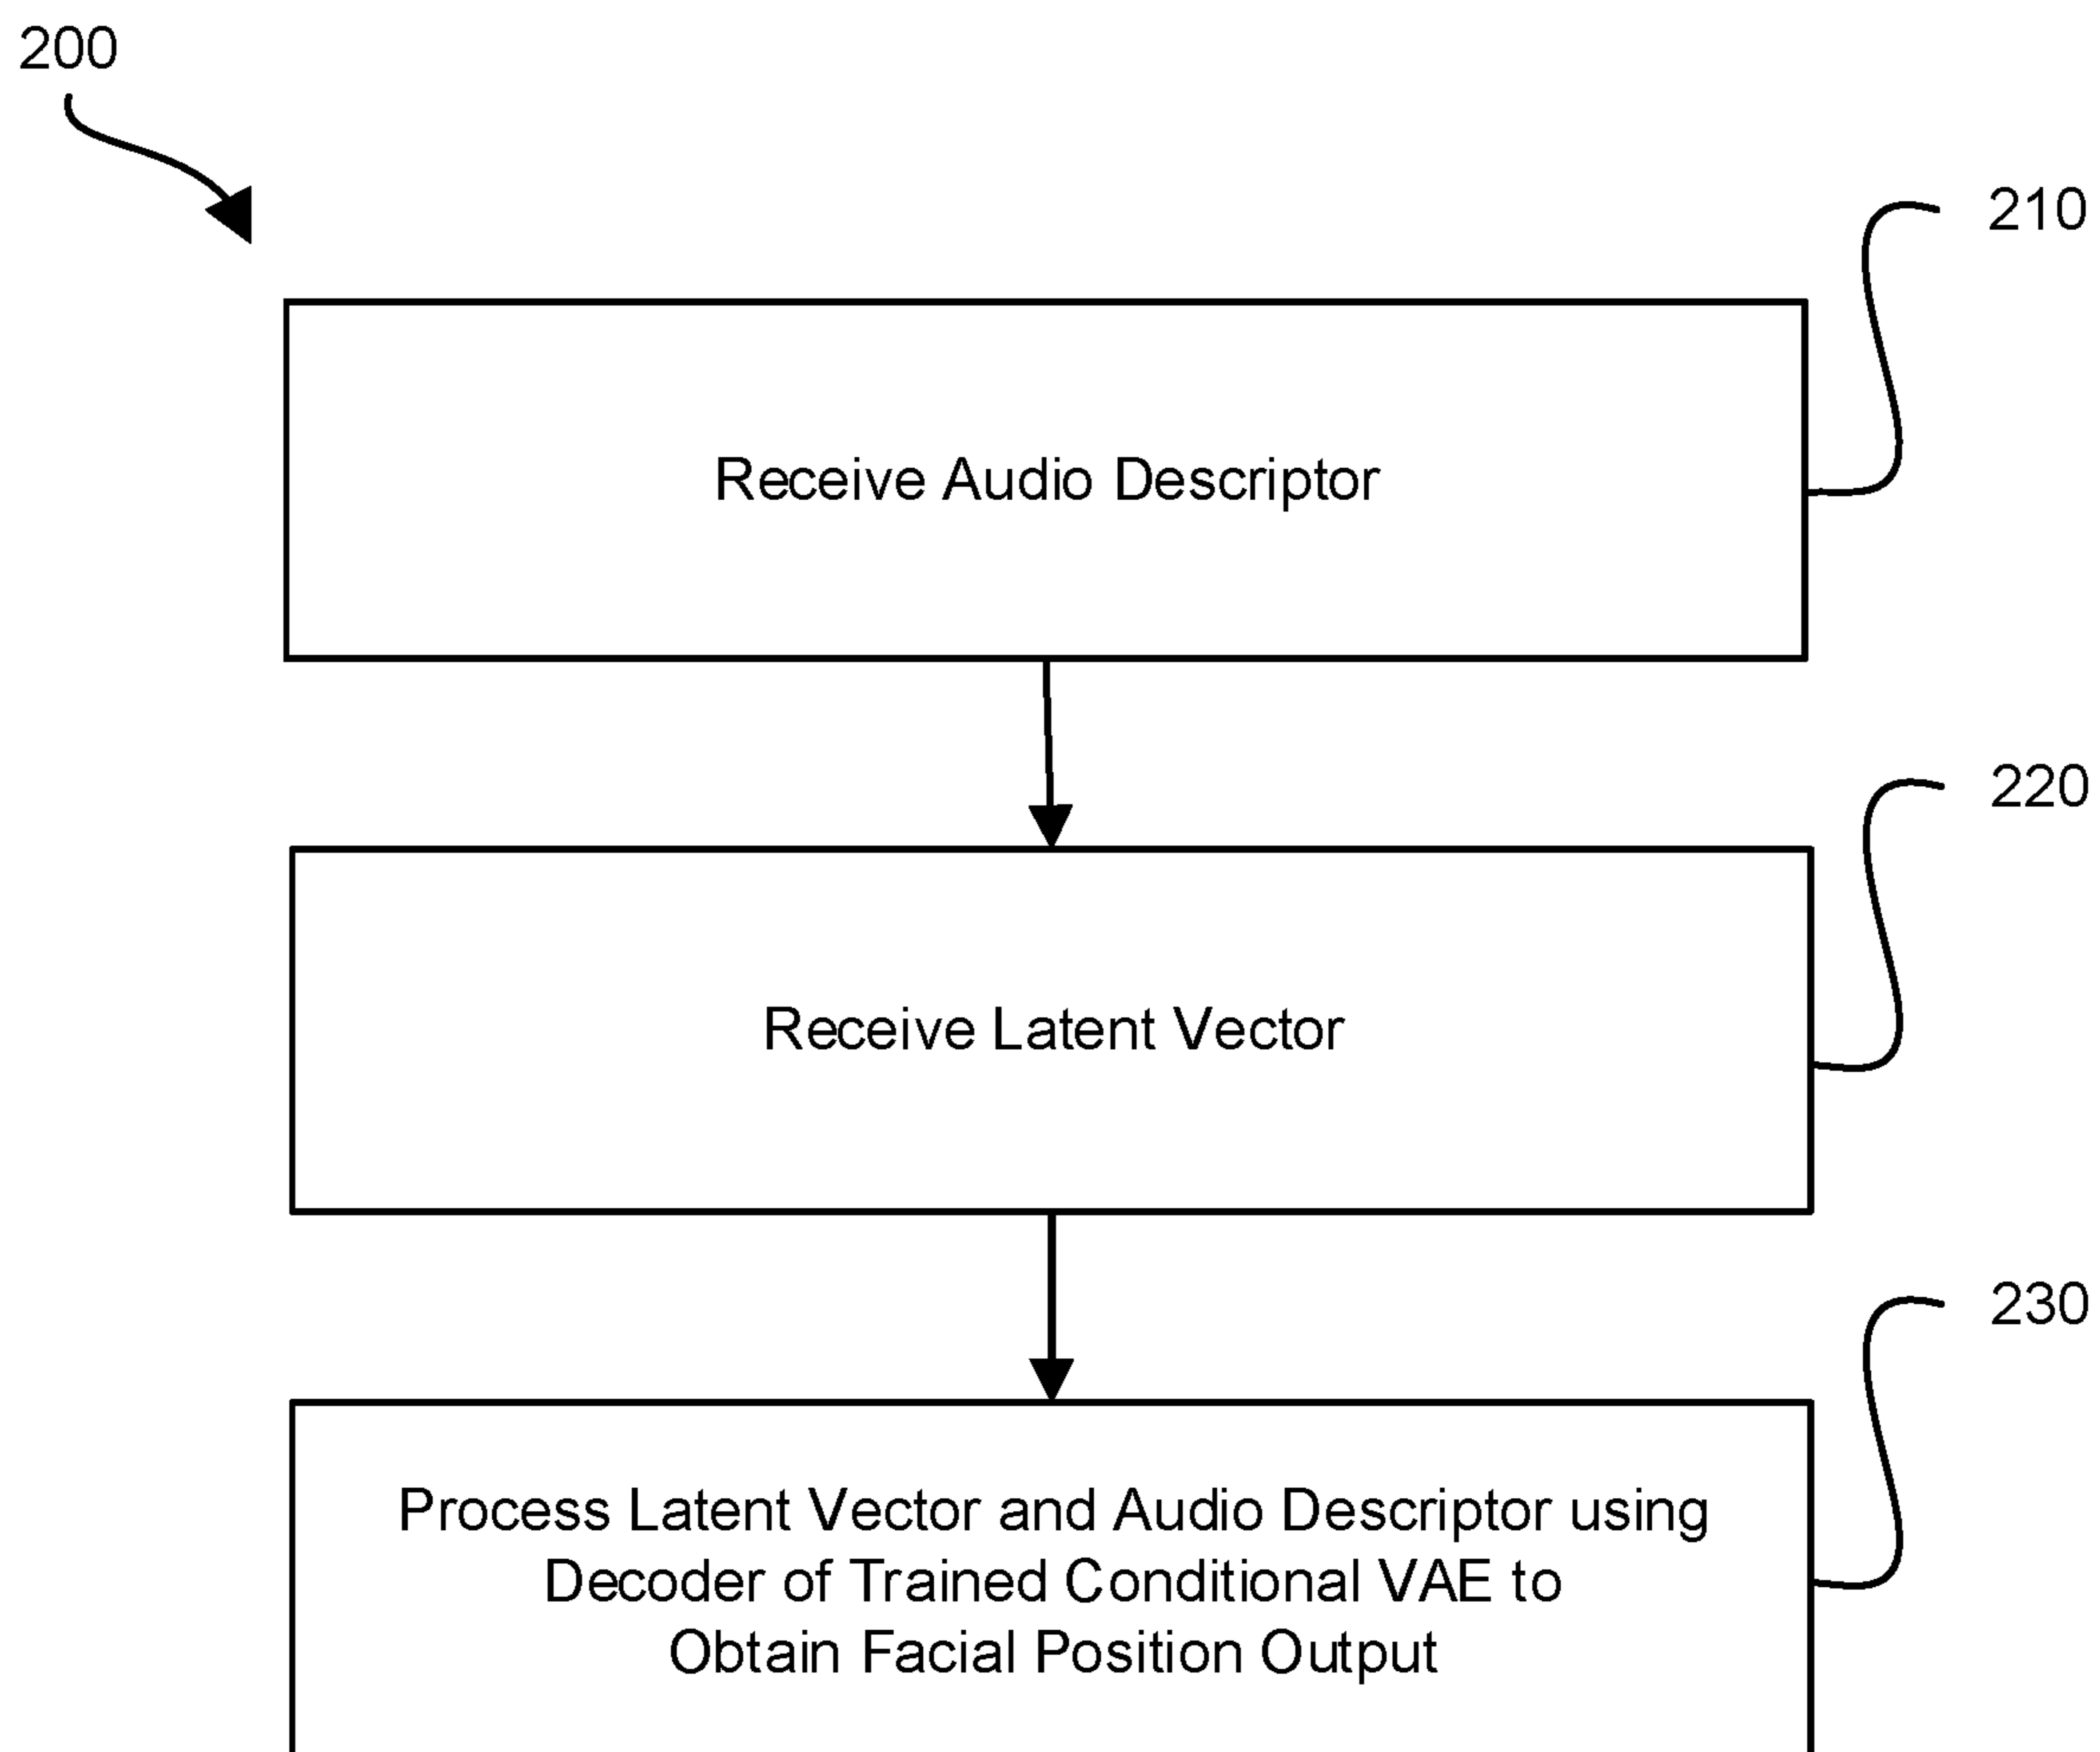 200
210
Receive Audio Descriptor
220
Receive Latent Vector
230
Process Latent Vector and Audio Descriptor using
Decoder of Trained Conditional VAE to
Obtain Facial Position Output